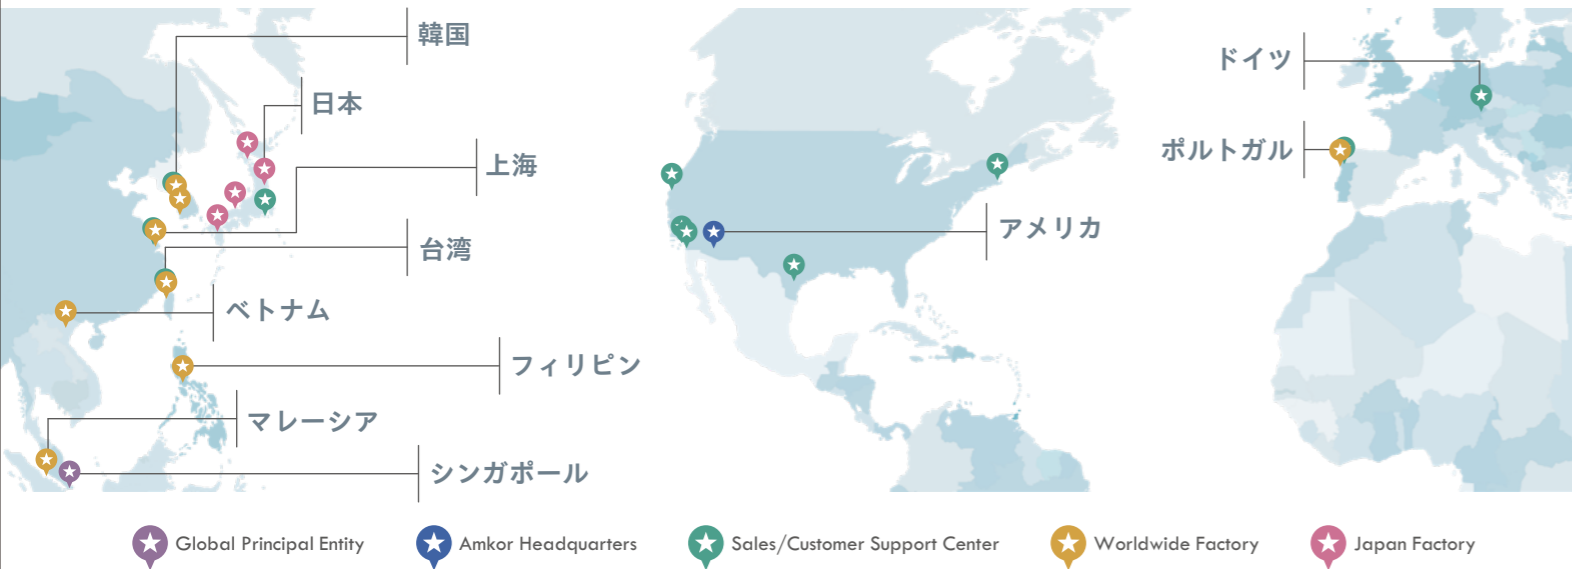 韓国
日本
上海
台湾
ベトナム
フィリピン
マレーシア
シンガポール
アメリカ
ドイツ
ポルトガル
Global Principal Entity
Amkor Headquarters
Sales/Customer Support Center
Worldwide Factory
Japan Factory